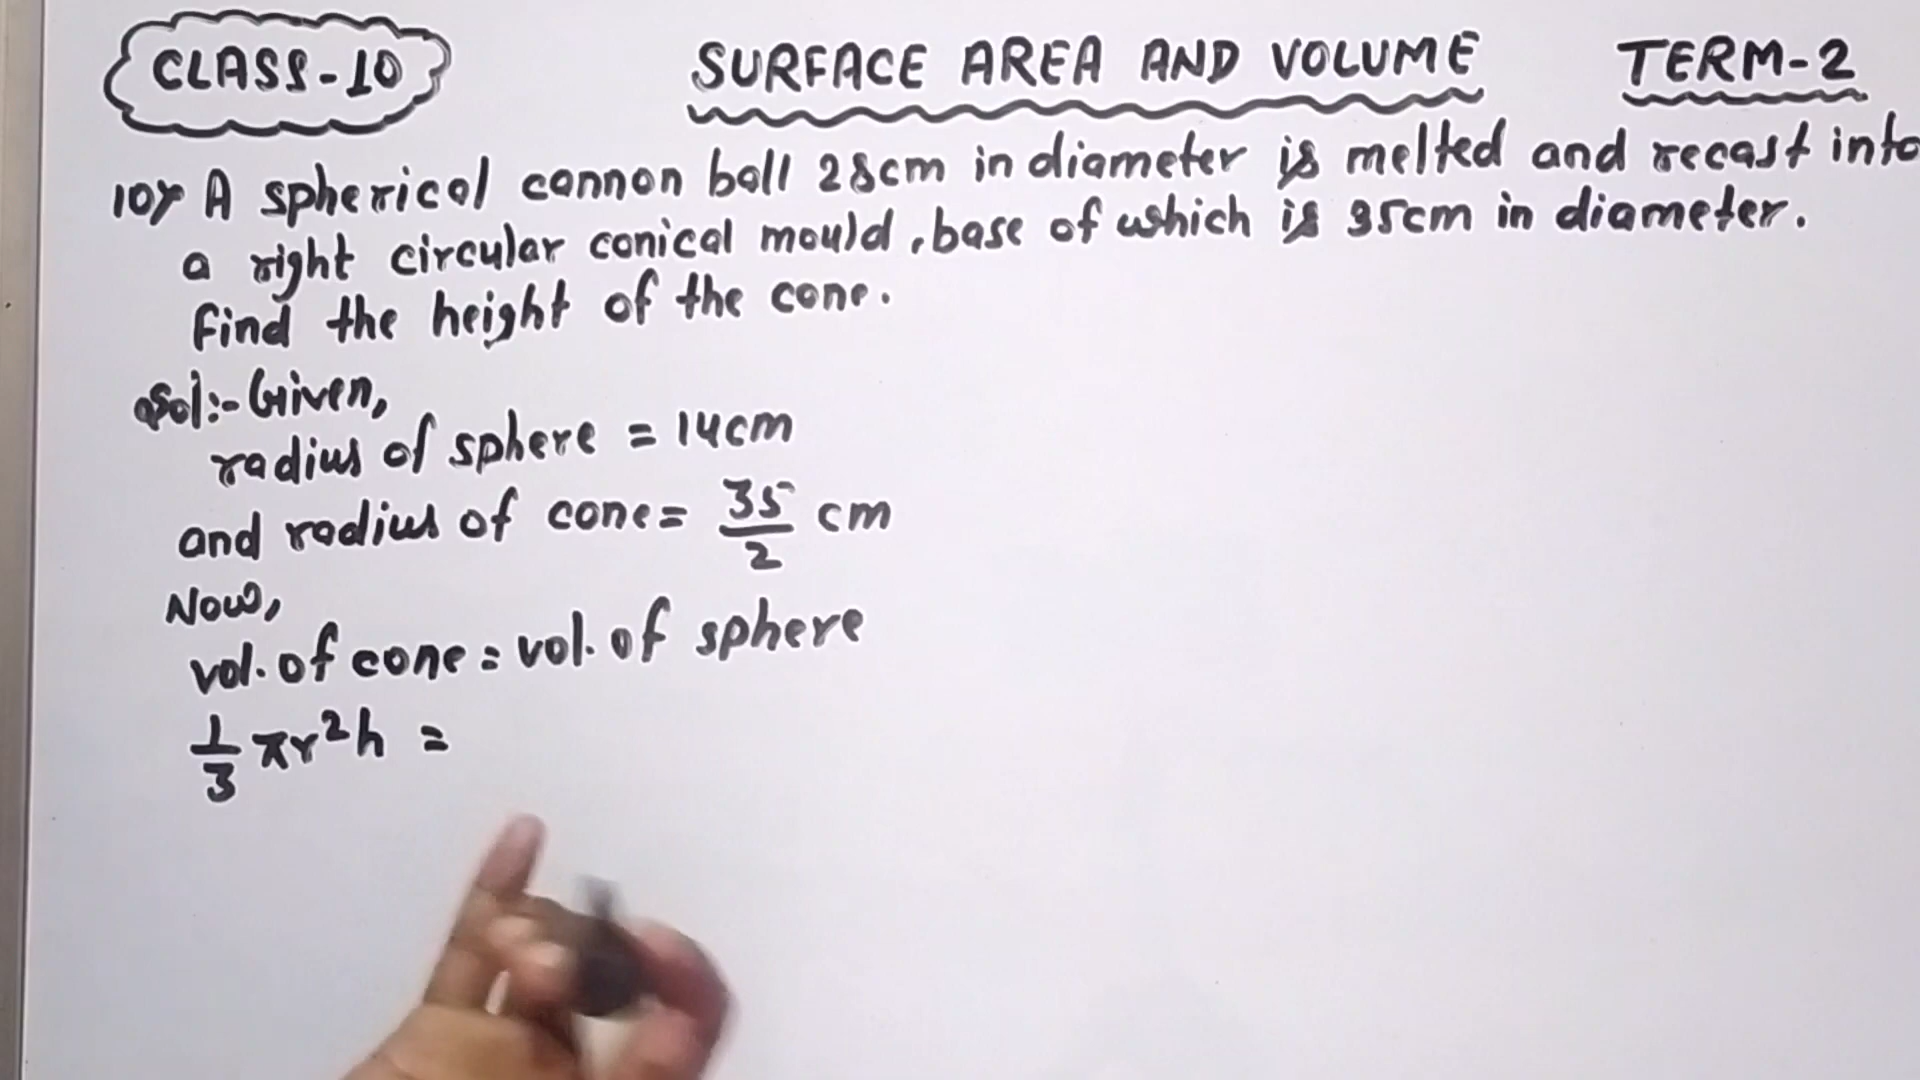 CLASS-10
SURFACE AREA AND VOLUME
TERM-2
10) A spherical cannon ball 28cm in diameter is melted and recast into
a right circular conical mould, base of which is 35cm in diameter.
Find the height of the cone.
Sol:- Given,
radius of sphere = 14cm
and radius of cone = 35/2 cm
Now,
vol. of cone = vol. of sphere
1/3 πr²h =